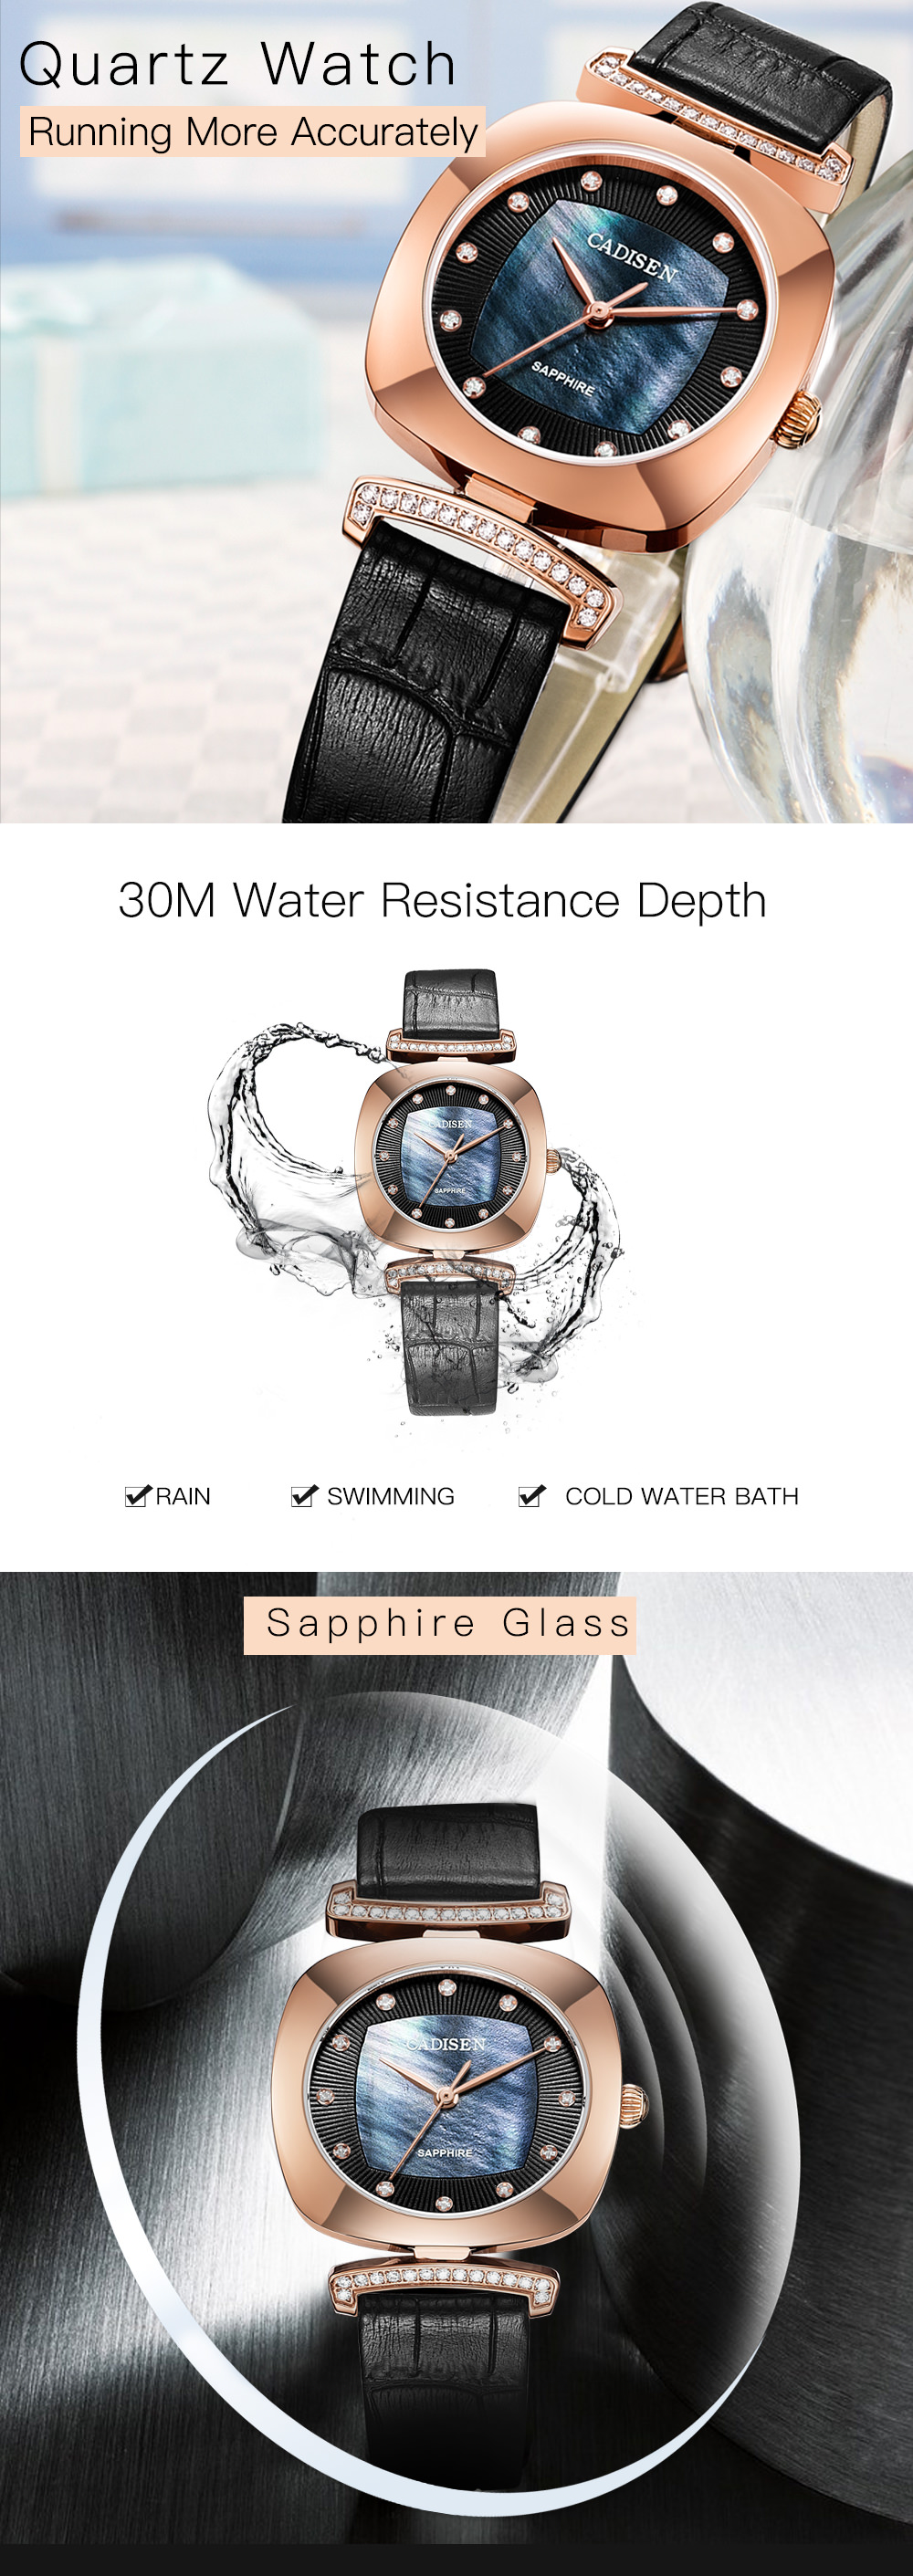 Quartz Watch
Running More Accurately
CADISEN
SAPPHIRE
30M Water Resistance Depth
CADISEN
SAPPHIRE
RAIN SWIMMING COLD WATER BATH
Sapphire Glass
CADISEN
SAPPHIRE